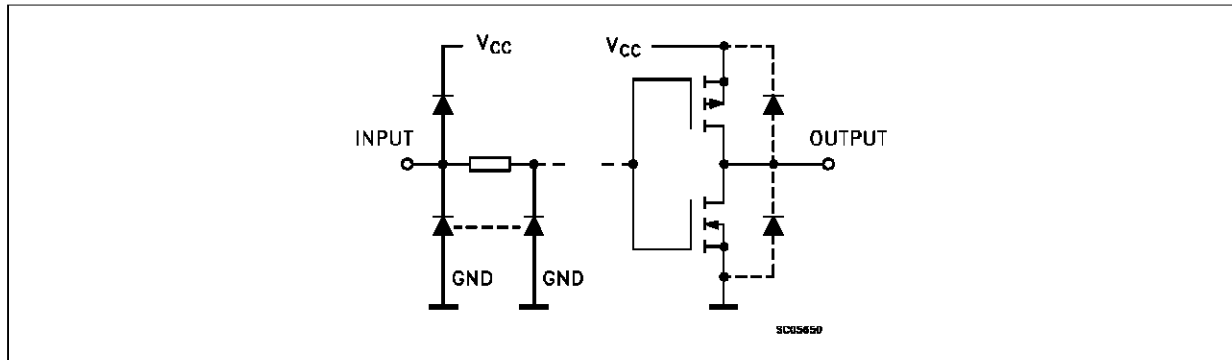 VCC
VCC
INPUT
OUTPUT
GND
GND
SC05650